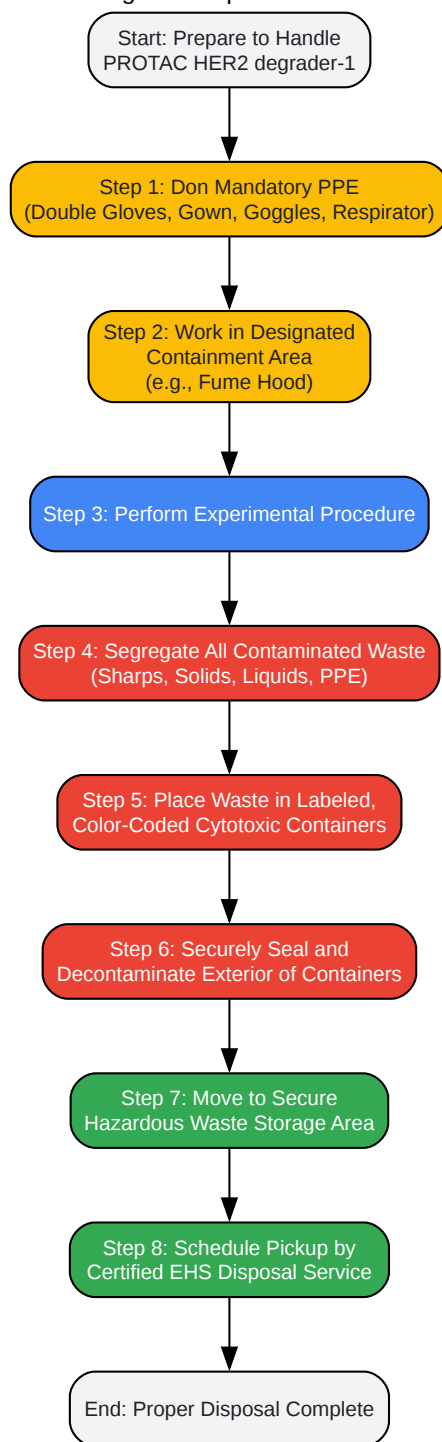 Start: Prepare to Handle
PROTAC HER2 degrader-1
Step 1: Don Mandatory PPE
(Double Gloves, Gown, Goggles, Respirator)
Step 2: Work in Designated
Containment Area
(e.g., Fume Hood)
Step 3: Perform Experimental Procedure
Step 4: Segregate All Contaminated Waste
(Sharps, Solids, Liquids, PPE)
Step 5: Place Waste in Labeled,
Color-Coded Cytotoxic Containers
Step 6: Securely Seal and
Decontaminate Exterior of Containers
Step 7: Move to Secure
Hazardous Waste Storage Area
Step 8: Schedule Pickup by
Certified EHS Disposal Service
End: Proper Disposal Complete